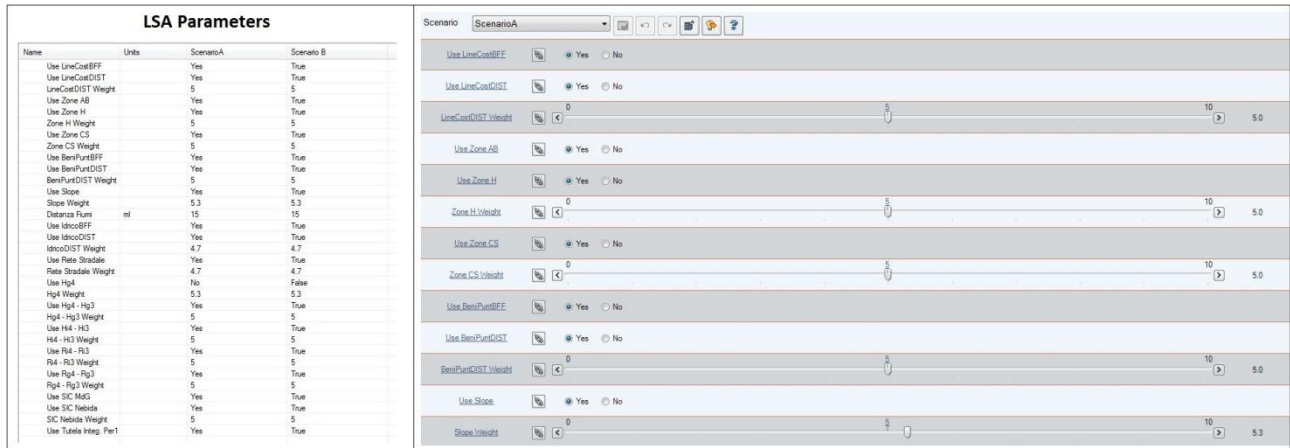 LSA Parameters
Name Units ScenarioA Scenario B
Use LineCostBFF Yes True
Use LineCostDIST Yes True
LineCostDIST Weight 5 5
Use Zone AB Yes True
Use Zone H Yes True
Zone H Weight 5 5
Use Zone CS Yes True
Zone CS Weight 5 5
Use BeniPuntBFF Yes True
Use BeniPuntDIST Yes True
BeniPuntDIST Weight 5 5
Use Slope Yes True
Slope Weight 5.3 5.3
Distanza Fiumi ml 15 15
Use IdricoBFF Yes True
Use IdricoDIST Yes True
IdricoDIST Weight 4.7 4.7
Use Rete Stradale Yes True
Rete Stradale Weight 4.7 4.7
Use Hg4 No False
Hg4 Weight 5.3 5.3
Use Hg4 - Hg3 Yes True
Hg4 - Hg3 Weight 5 5
Use Hi4 - Hi3 Yes True
Hi4 - Hi3 Weight 5 5
Use Ri4 - Ri3 Yes True
Ri4 - Ri3 Weight 5 5
Use Rg4 - Rg3 Yes True
Rg4 - Rg3 Weight 5 5
Use SIC MdG Yes True
Use SIC Nebida Yes True
SIC Nebida Weight 5 5
Use Tutela Integ. Per1 Yes True
Scenario ScenarioA ?
Use LineCostBFF Yes No
Use LineCostDIST Yes No
LineCostDIST Weight < 0 5 10 > 5.0
Use Zone AB Yes No
Use Zone H Yes No
Zone H Weight < 0 5 10 > 5.0
Use Zone CS Yes No
Zone CS Weight < 0 5 10 > 5.0
Use BeniPuntBFF Yes No
Use BeniPuntDIST Yes No
BeniPuntDIST Weight < 0 5 10 > 5.0
Use Slope Yes No
Slope Weight < 0 5 10 > 5.3